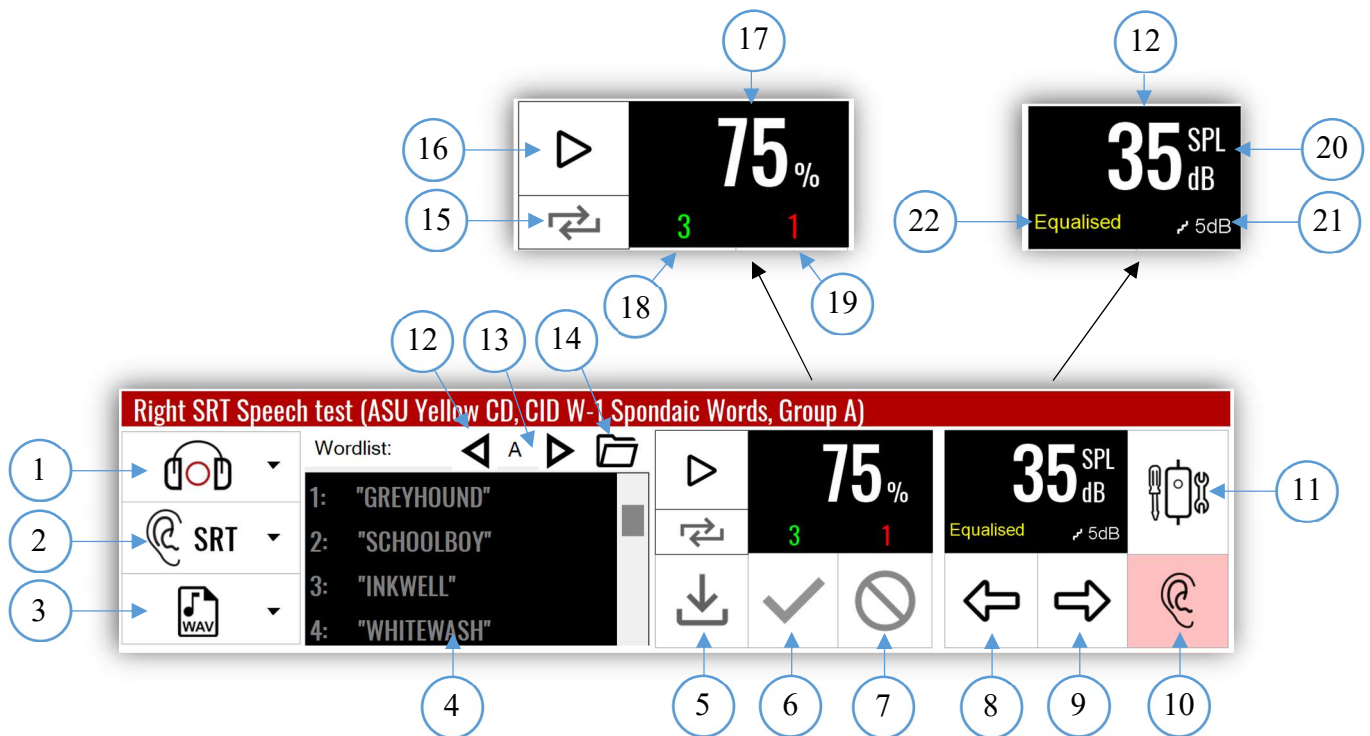 17
12
16
75 %
SPL
35
dB
20
15
3
1
22
Equalised
5dB
21
18
19
12
13
14
Right SRT Speech test (ASU Yellow CD, CID W-1 Spondaic Words, Group A)
1
Wordlist:
A
75 %
SPL
35
dB
11
1: "GREYHOUND"
2
SRT
2: "SCHOOLBOY"
3
1
Equalised
5dB
3: "INKWELL"
3
WAV
4: "WHITEWASH"
4
5
6
7
8
9
10